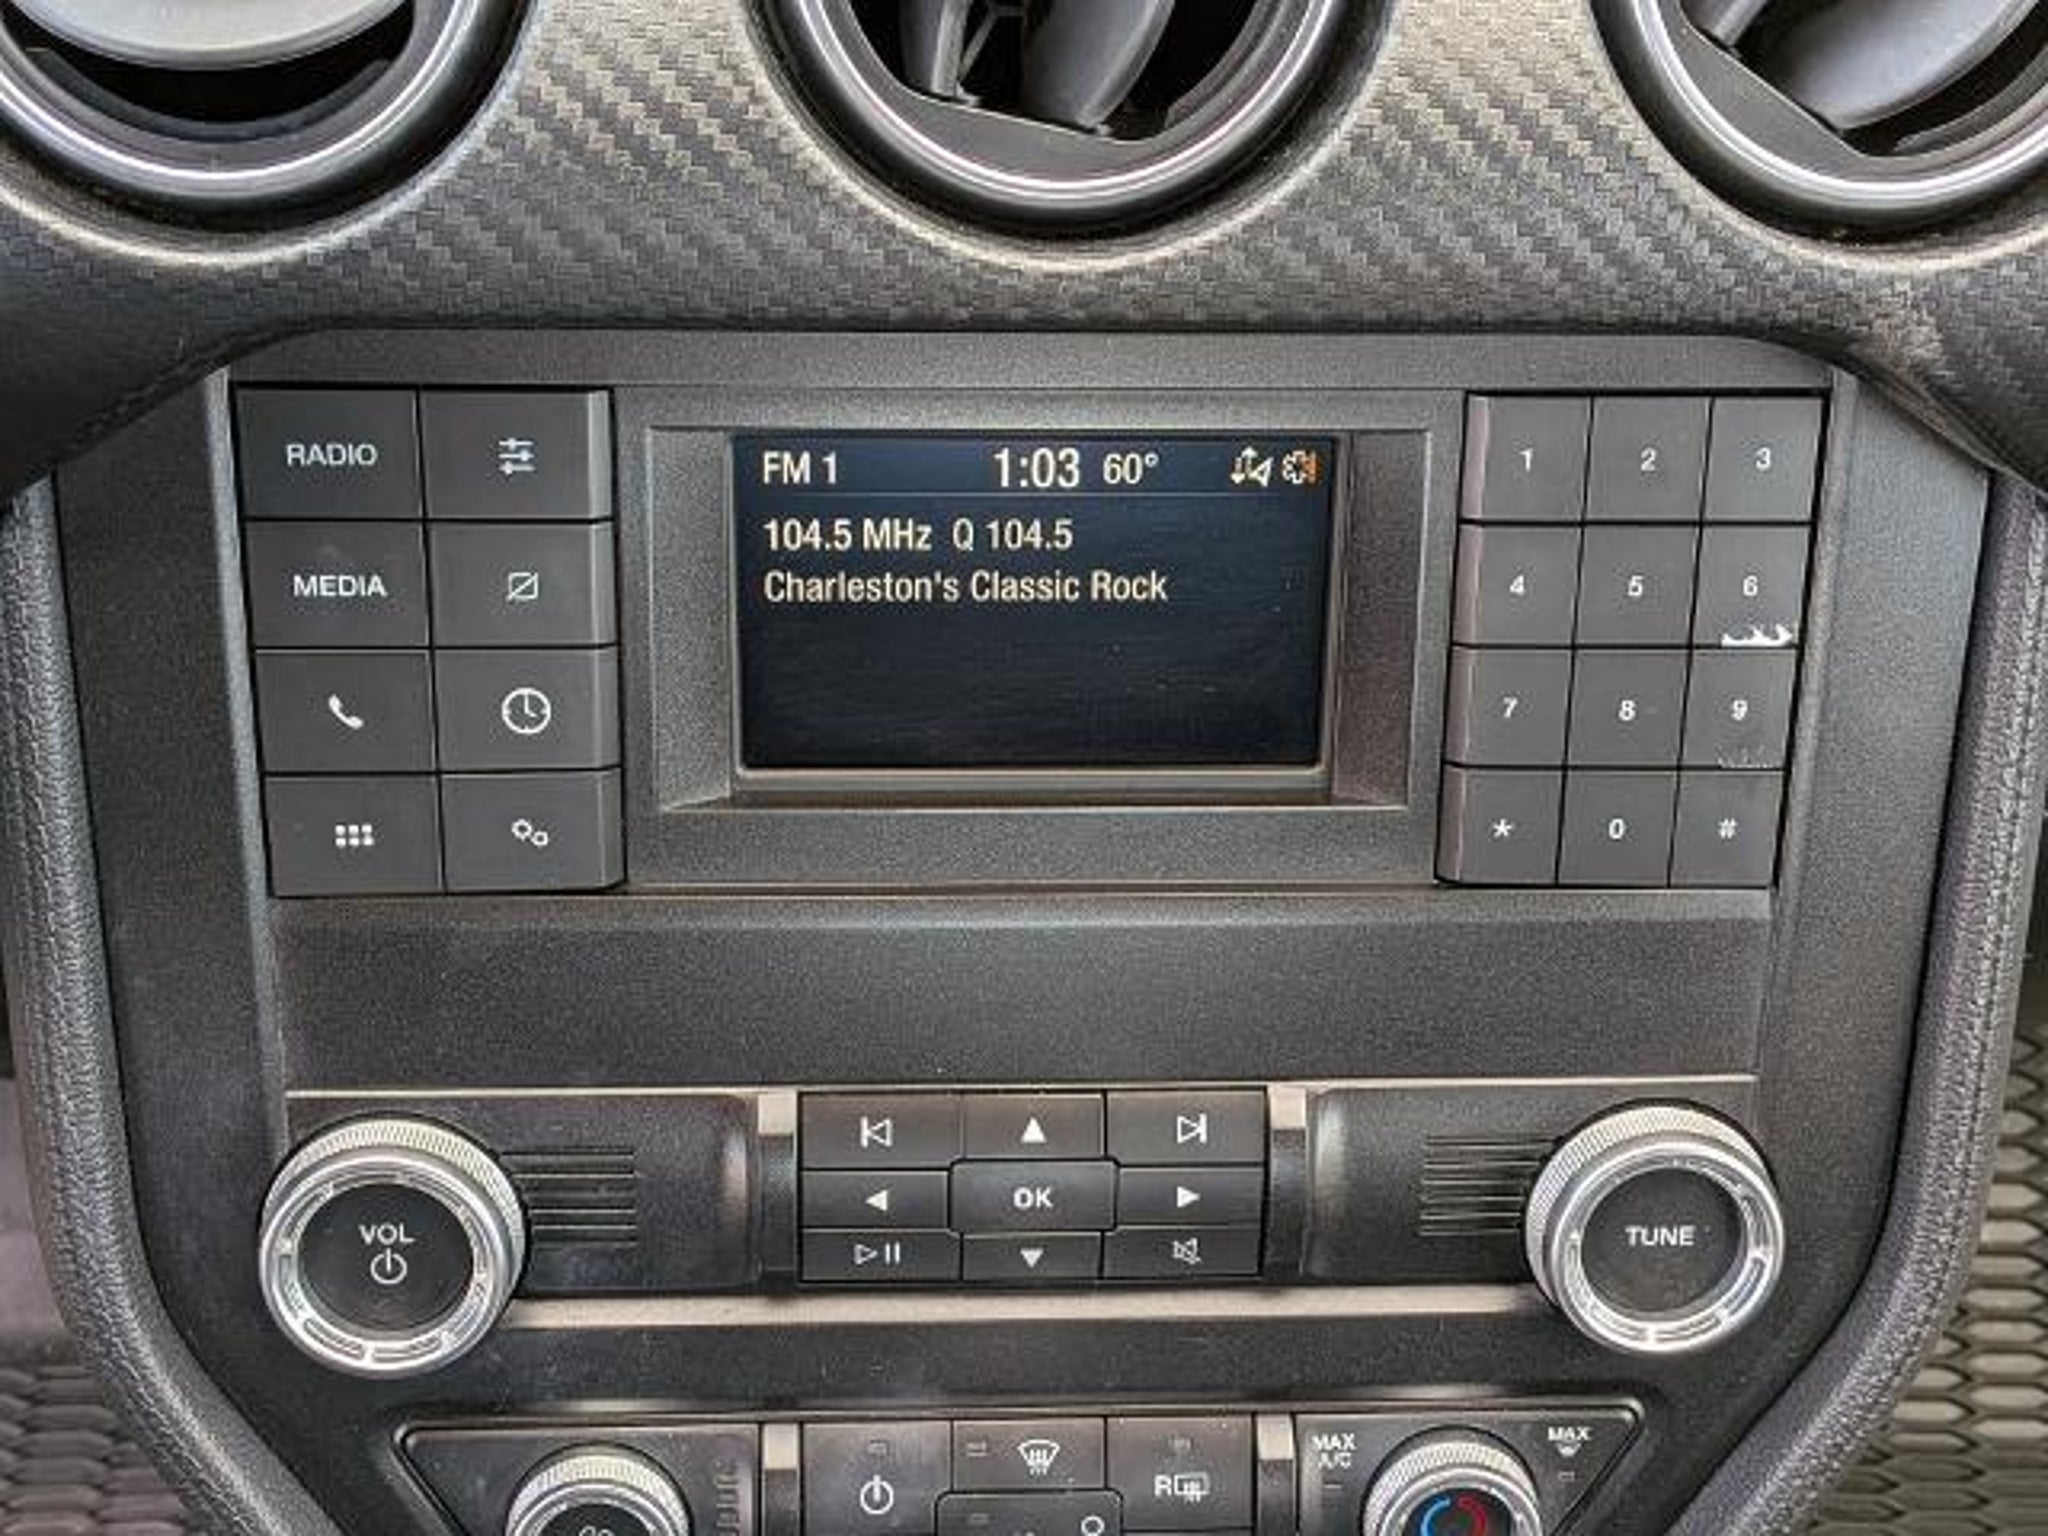 FM 1 1:03 60°
104.5 MHz Q 104.5
Charleston's Classic Rock
RADIO
MEDIA
1 2 3
4 5 6
7 8 9
* 0 #
VOL
OK
TUNE
R
MAX A/C
MAX